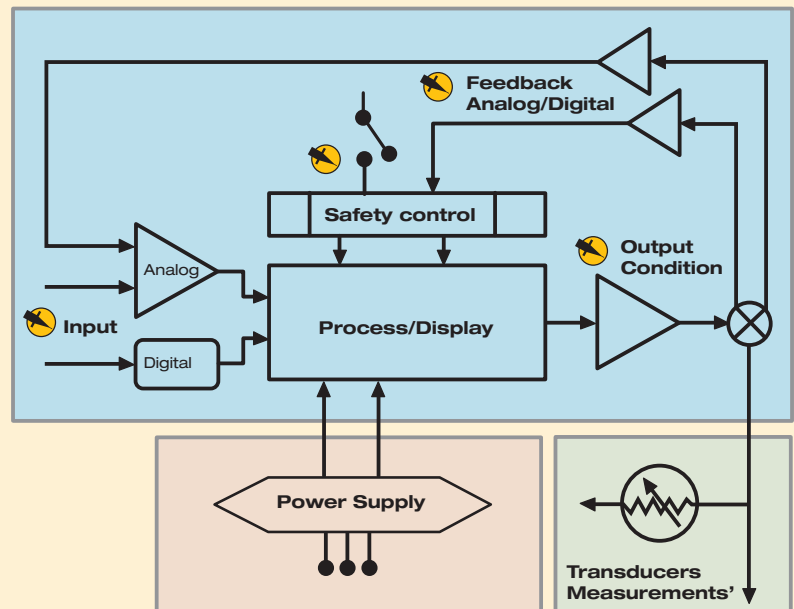 Feedback
Analog/Digital
Safety control
Output
Condition
Analog
Input
Process/Display
Digital
Power Supply
Transducers
Measurements'